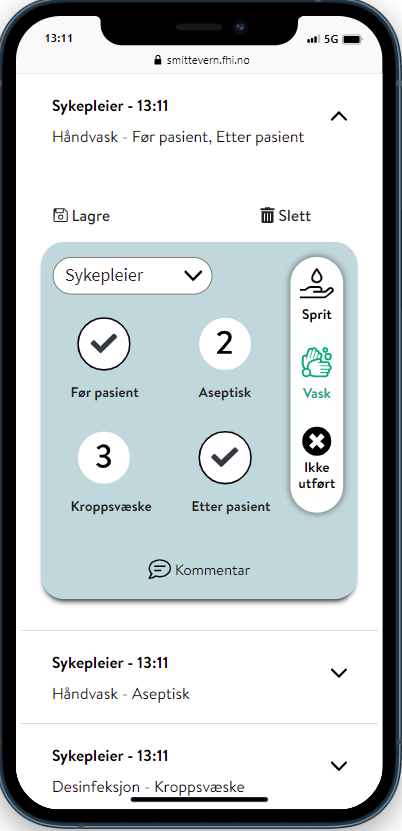 13:11
5G
smittevern.fhi.no
Sykepleier - 13:11
Håndvask - Før pasient, Etter pasient
Lagre
Slett
Sykepleier
Sprit
Før pasient
2
Aseptisk
Vask
3
Kroppsvæske
Etter pasient
Ikke
utført
Kommentar
Sykepleier - 13:11
Håndvask - Aseptisk
Sykepleier - 13:11
Desinfeksjon - Kroppsvæske